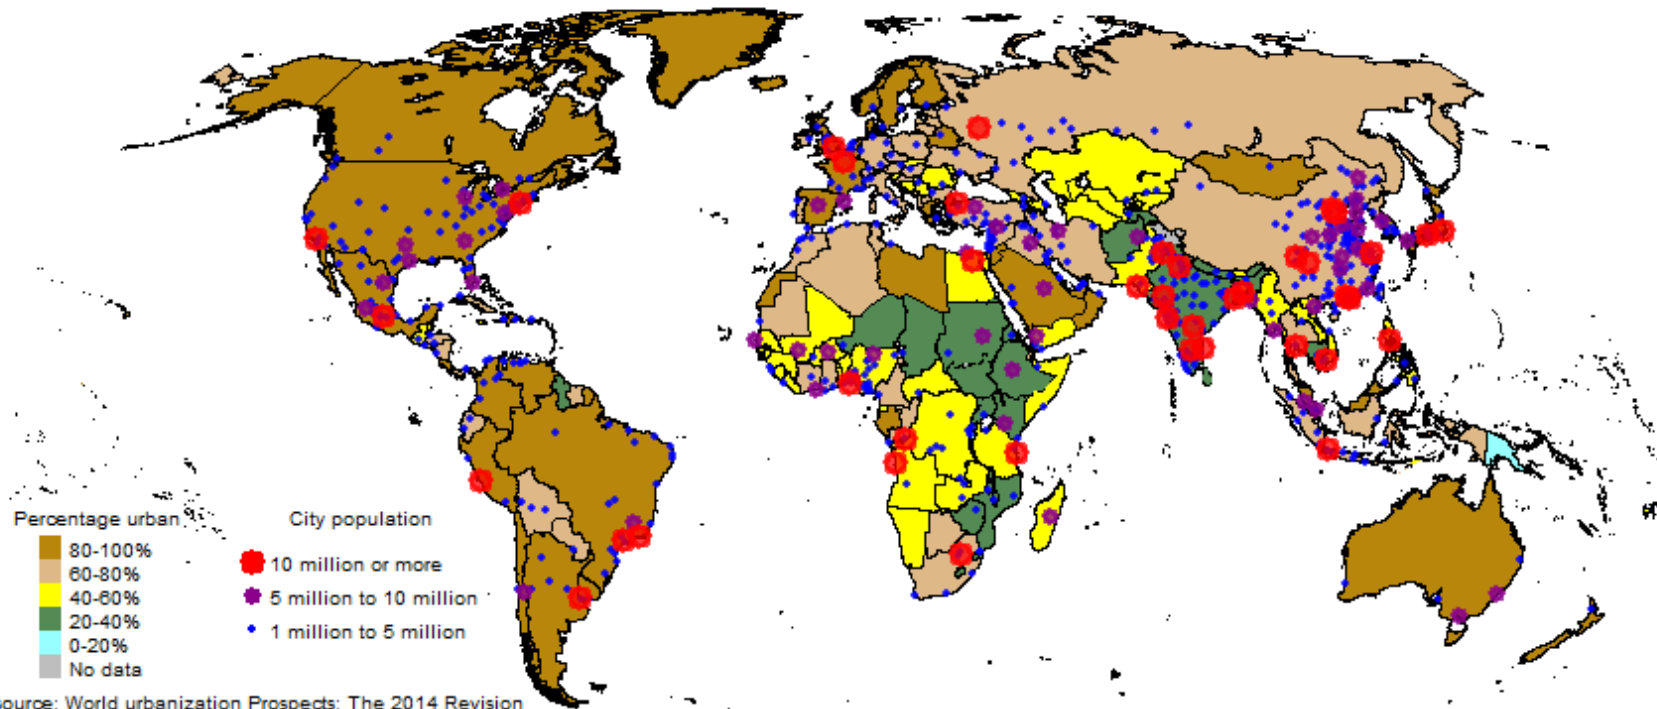 Percentage urban
80-100%
60-80%
40-60%
20-40%
0-20%
No data
City population
10 million or more
5 million to 10 million
1 million to 5 million
source: World urbanization Prospects: The 2014 Revision